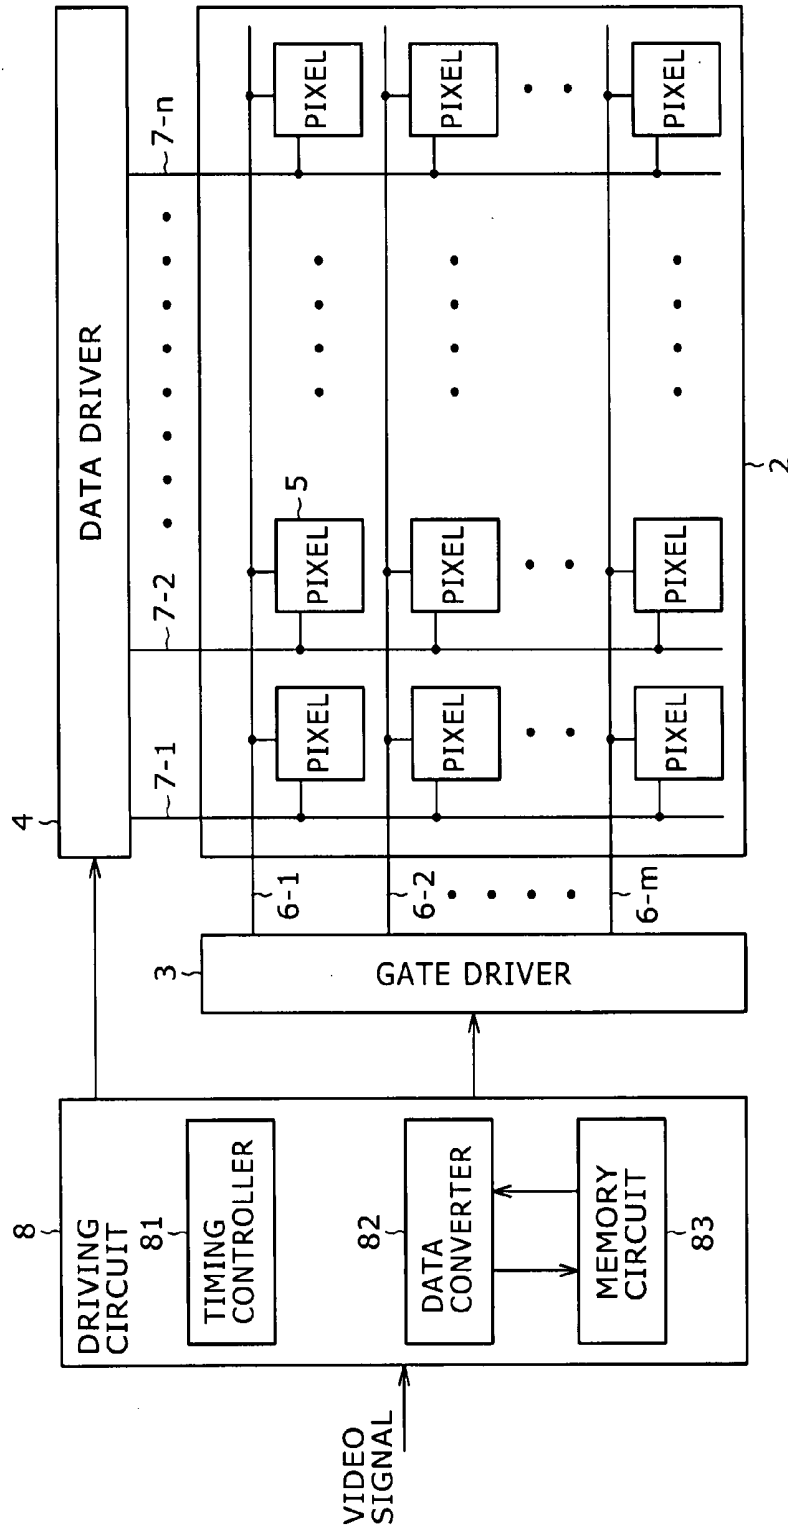 VIDEO
SIGNAL
8
DRIVING
CIRCUIT
81
TIMING
CONTROLLER
82
DATA
CONVERTER
MEMORY
CIRCUIT
83
4
DATA DRIVER
3
GATE DRIVER
7-1
7-2
7-n
6-1
6-2
6-m
5
PIXEL
PIXEL
PIXEL
PIXEL
PIXEL
PIXEL
PIXEL
PIXEL
PIXEL
2